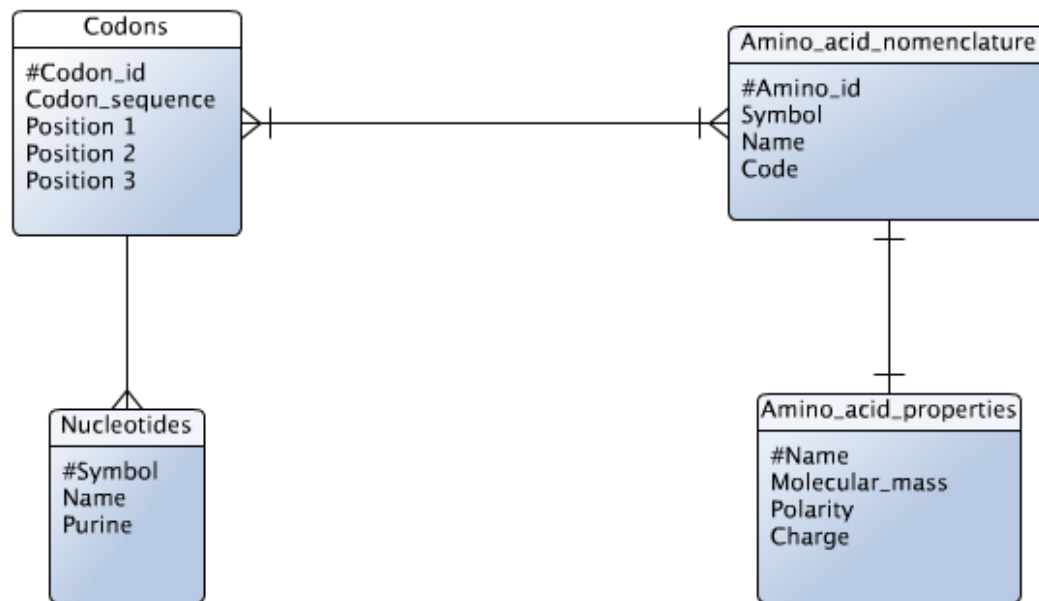 Codons
#Codon_id
Codon_sequence
Position 1
Position 2
Position 3
Amino_acid_nomenclature
#Amino_id
Symbol
Name
Code
Nucleotides
#Symbol
Name
Purine
Amino_acid_properties
#Name
Molecular_mass
Polarity
Charge